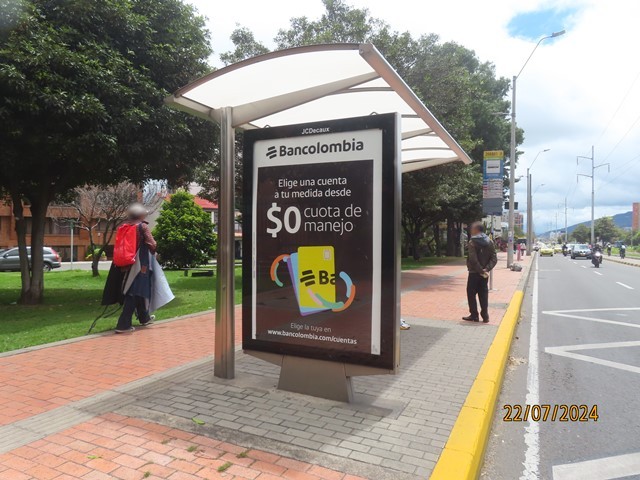 JCDecaux
Bancolombia
Elige una cuenta
a tu medida desde
$0 cuota de
manejo
Ba
Elige la tuya en
www.bancolombia.com/cuentas
22/07/2024